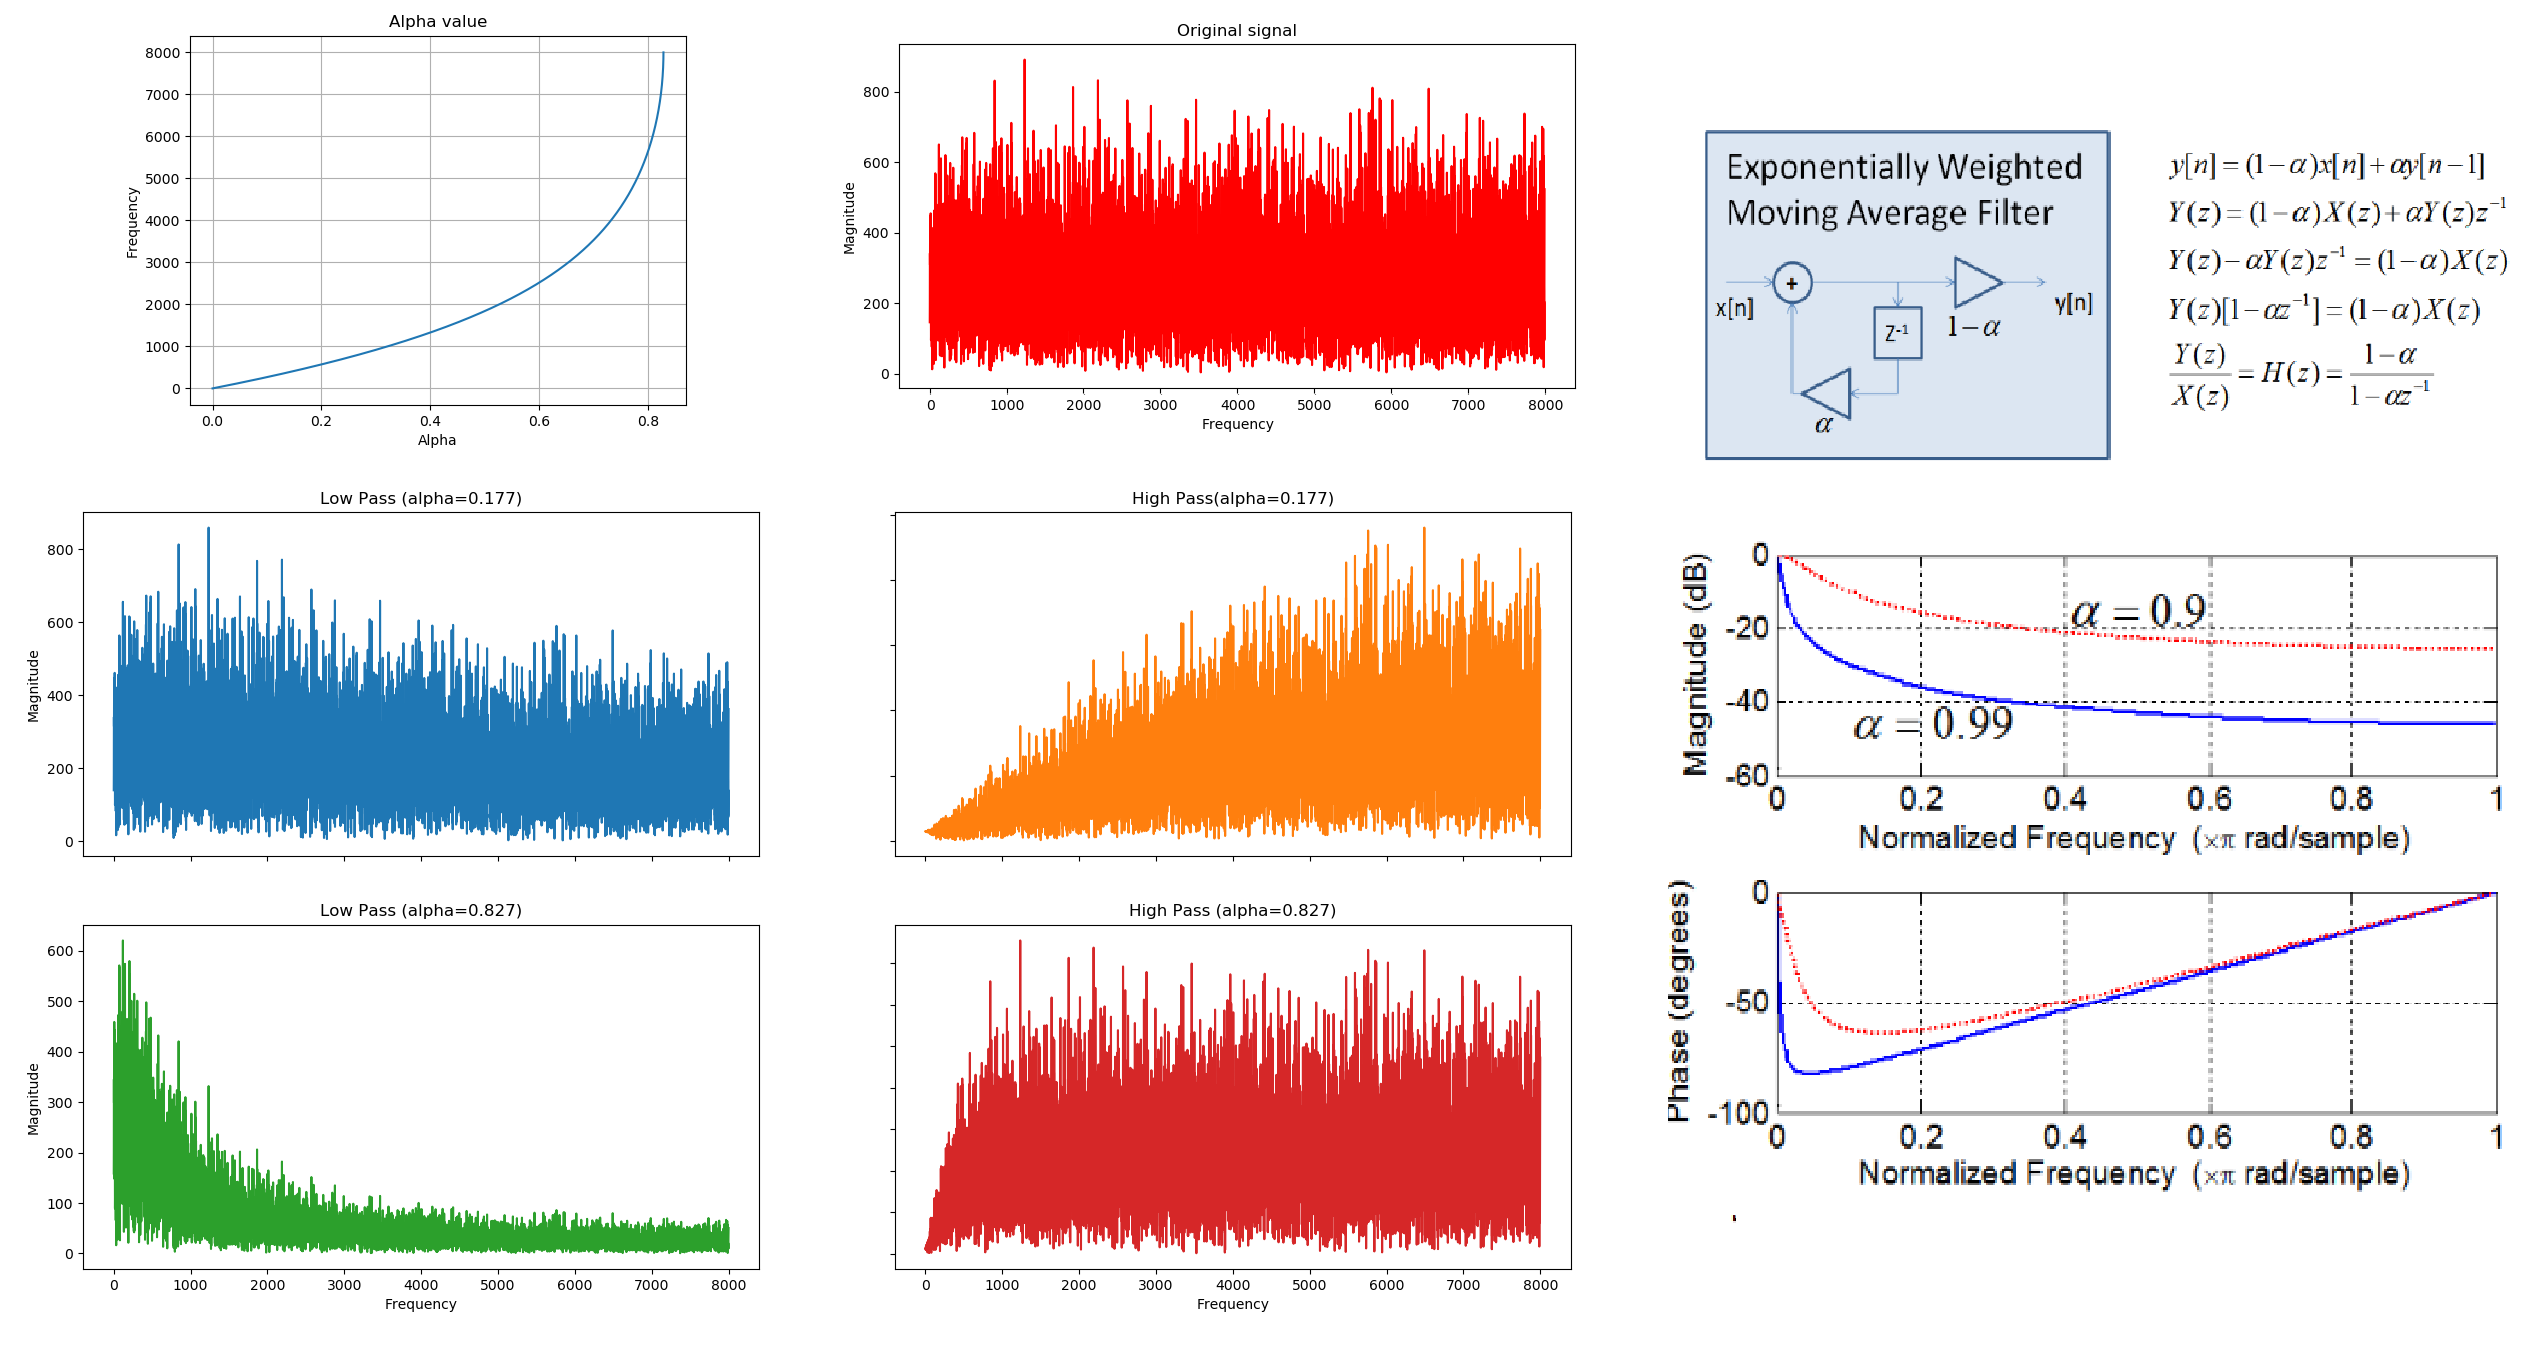 Alpha value
Frequency
8000
7000
6000
5000
4000
3000
2000
1000
0
0.0 0.2 0.4 0.6 0.8
Alpha
Original signal
Magnitude
800
600
400
200
0
0 1000 2000 3000 4000 5000 6000 7000 8000
Frequency
Exponentially Weighted
Moving Average Filter
+
x[n]
Z⁻¹
1−α
y[n]
α
y[n] = (1−α)x[n] + αy[n−1]
Y(z) = (1−α)X(z) + αY(z)z⁻¹
Y(z) − αY(z)z⁻¹ = (1−α)X(z)
Y(z)[1−αz⁻¹] = (1−α)X(z)
Y(z)/X(z) = H(z) = (1−α)/(1−αz⁻¹)
Low Pass (alpha=0.177)
Magnitude
800
600
400
200
0
High Pass(alpha=0.177)
Magnitude (dB)
0
-20
-40
-60
α = 0.9
α = 0.99
0 0.2 0.4 0.6 0.8 1
Normalized Frequency (×π rad/sample)
Low Pass (alpha=0.827)
Magnitude
600
500
400
300
200
100
0
0 1000 2000 3000 4000 5000 6000 7000 8000
Frequency
High Pass (alpha=0.827)
0 1000 2000 3000 4000 5000 6000 7000 8000
Frequency
Phase (degrees)
0
-50
-100
0 0.2 0.4 0.6 0.8 1
Normalized Frequency (×π rad/sample)